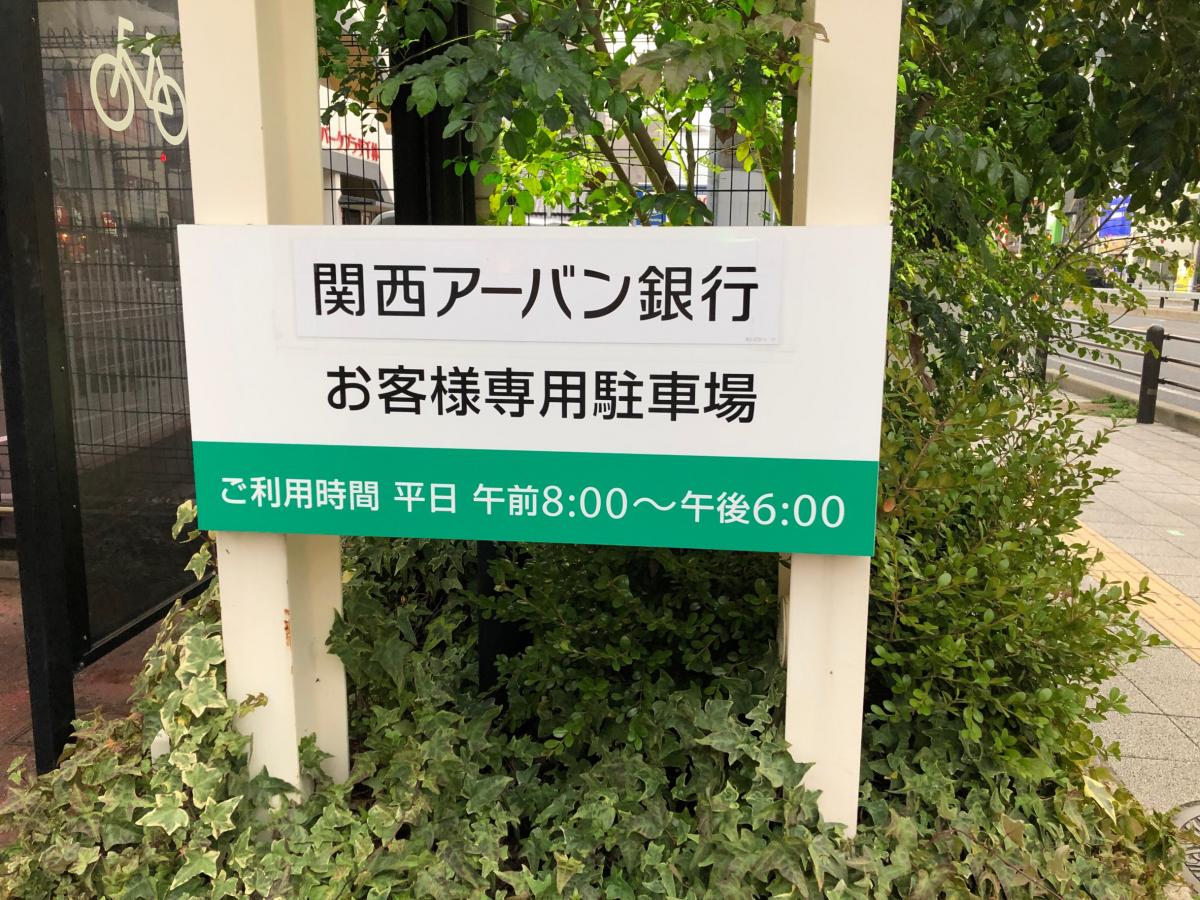 関西アーバン銀行
お客様専用駐車場
ご利用時間 平日 午前8:00～午後6:00